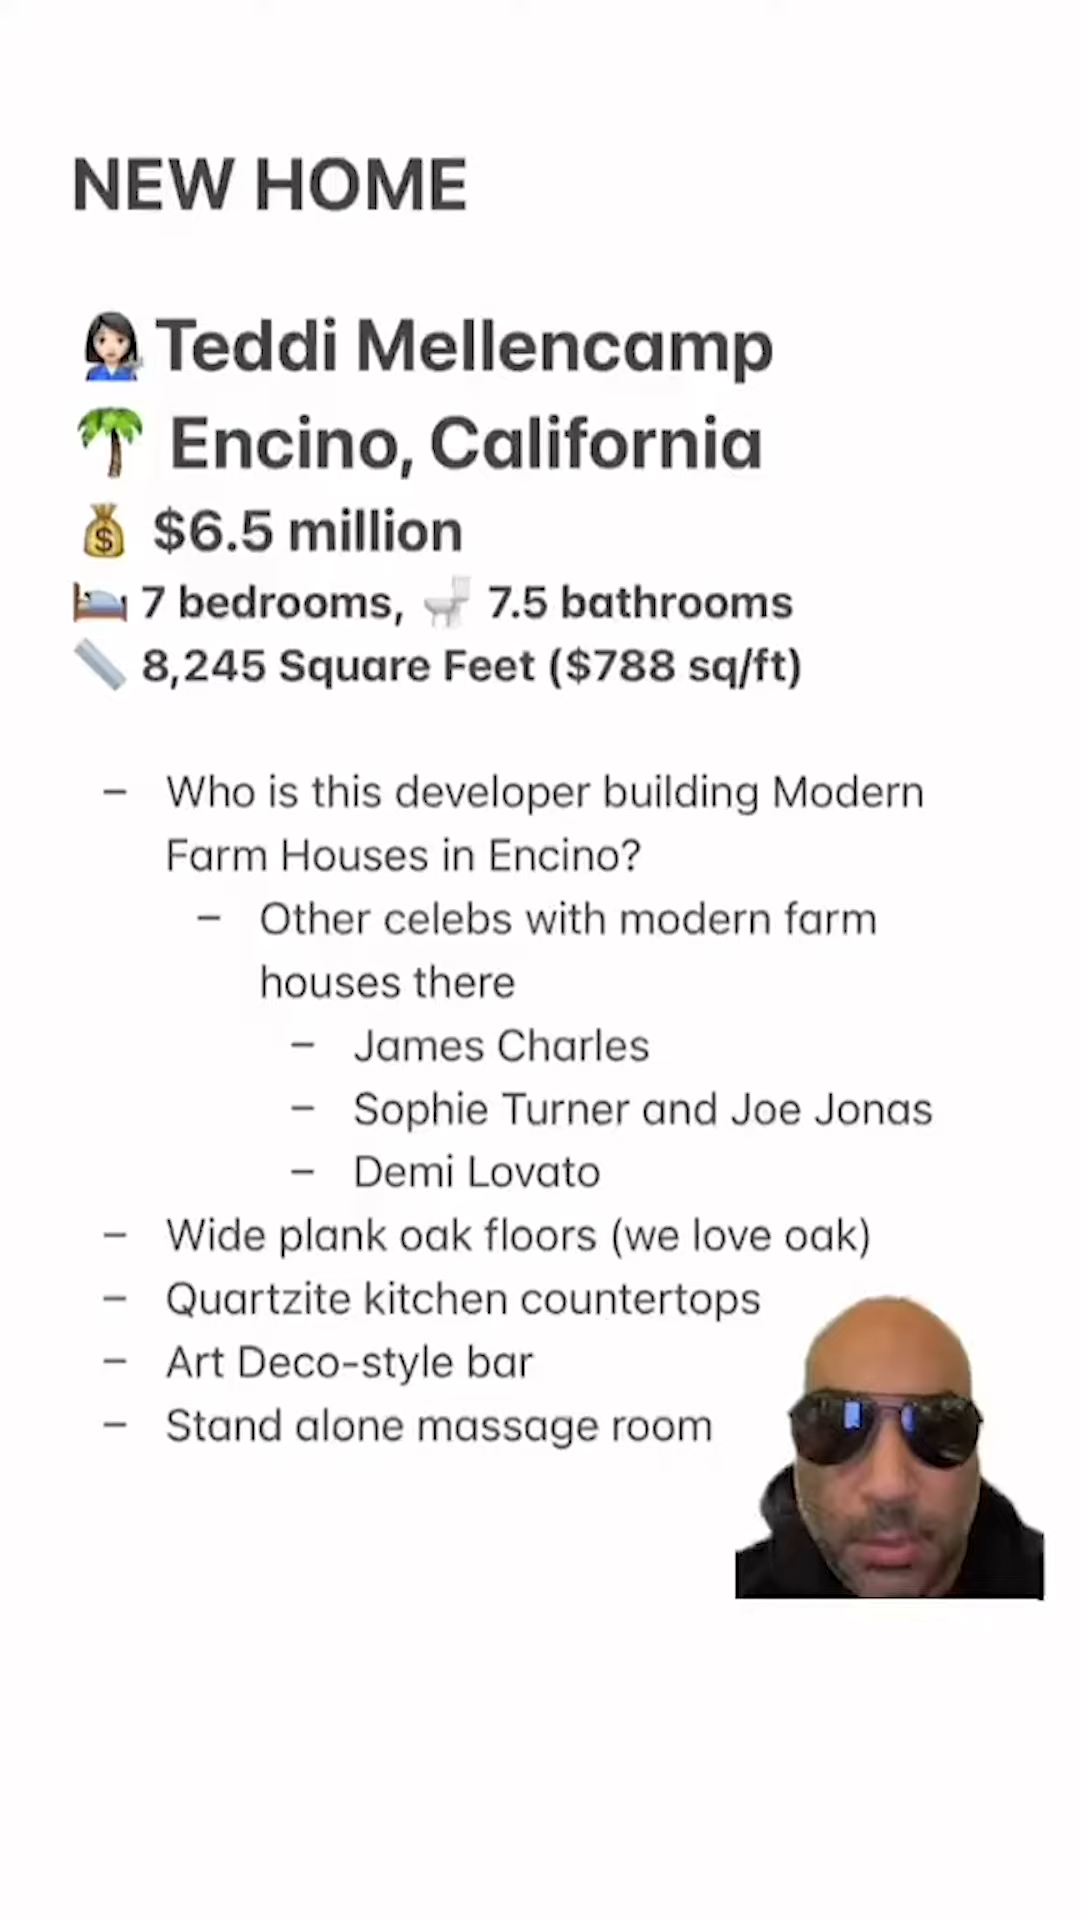 NEW HOME
Teddi Mellencamp
Encino, California
$6.5 million
7 bedrooms, 7.5 bathrooms
8,245 Square Feet ($788 sq/ft)
– Who is this developer building Modern
Farm Houses in Encino?
– Other celebs with modern farm
houses there
– James Charles
– Sophie Turner and Joe Jonas
– Demi Lovato
– Wide plank oak floors (we love oak)
– Quartzite kitchen countertops
– Art Deco-style bar
– Stand alone massage room